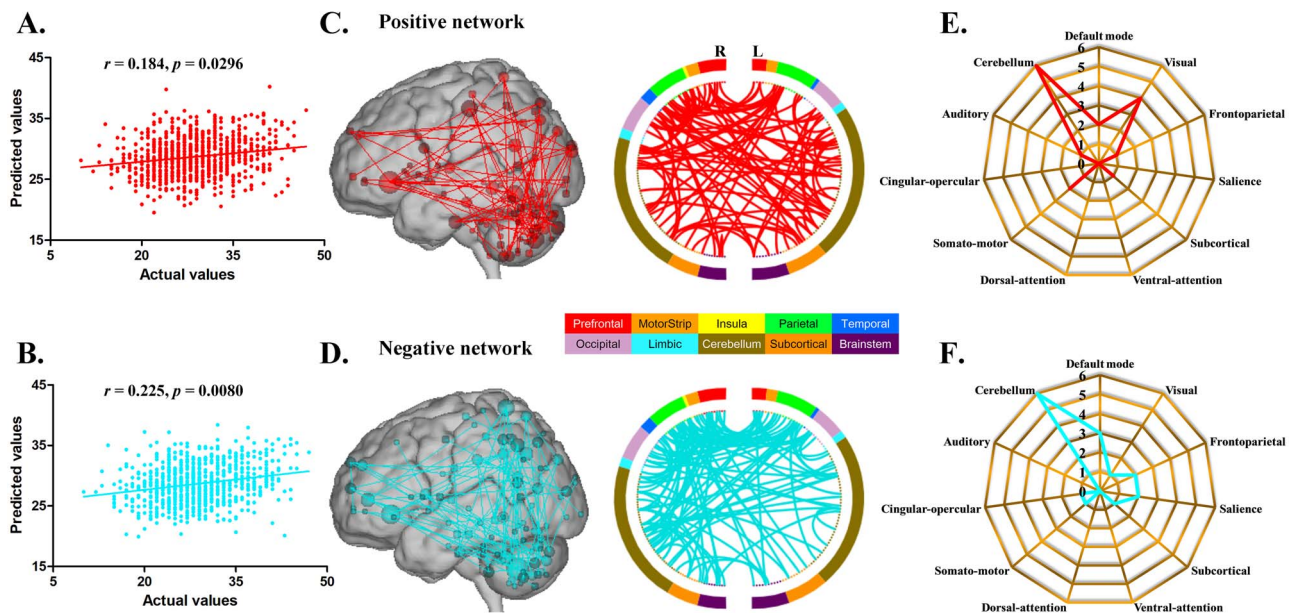 A.
r = 0.184, p = 0.0296
45
35
25
15
Predicted values
5
20
35
50
Actual values
C.
Positive network
R
L
E.
Default mode
Visual
Frontoparietal
Salience
Subcortical
Ventral-attention
Dorsal-attention
Somato-motor
Cingular-opercular
Auditory
Cerebellum
6
5
4
3
2
1
0
Prefrontal
MotorStrip
Insula
Parietal
Temporal
Occipital
Limbic
Cerebellum
Subcortical
Brainstem
B.
r = 0.225, p = 0.0080
45
35
25
15
Predicted values
5
20
35
50
Actual values
D.
Negative network
F.
Default mode
Visual
Frontoparietal
Salience
Subcortical
Ventral-attention
Dorsal-attention
Somato-motor
Cingular-opercular
Auditory
Cerebellum
6
5
4
3
2
1
0